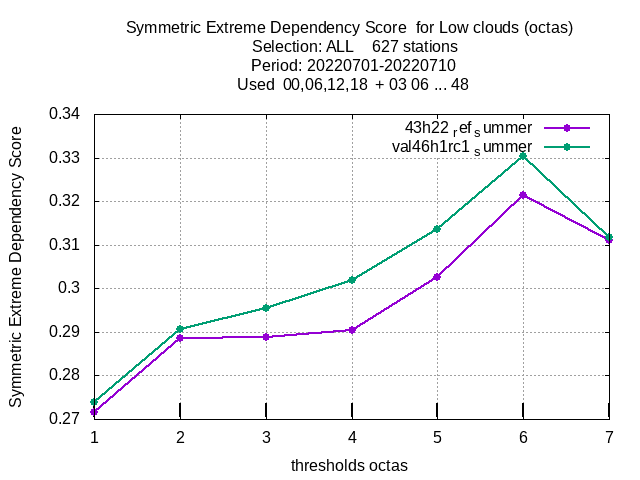 Symmetric Extreme Dependency Score  for Low clouds (octas)
Selection: ALL    627 stations
Period: 20220701-20220710
Used  00,06,12,18  + 03 06 ... 48
Symmetric Extreme Dependency Score
0.34
0.33
0.32
0.31
0.3
0.29
0.28
0.27
43h22 ref summer
val46h1rc1 summer
1 2 3 4 5 6 7
thresholds octas